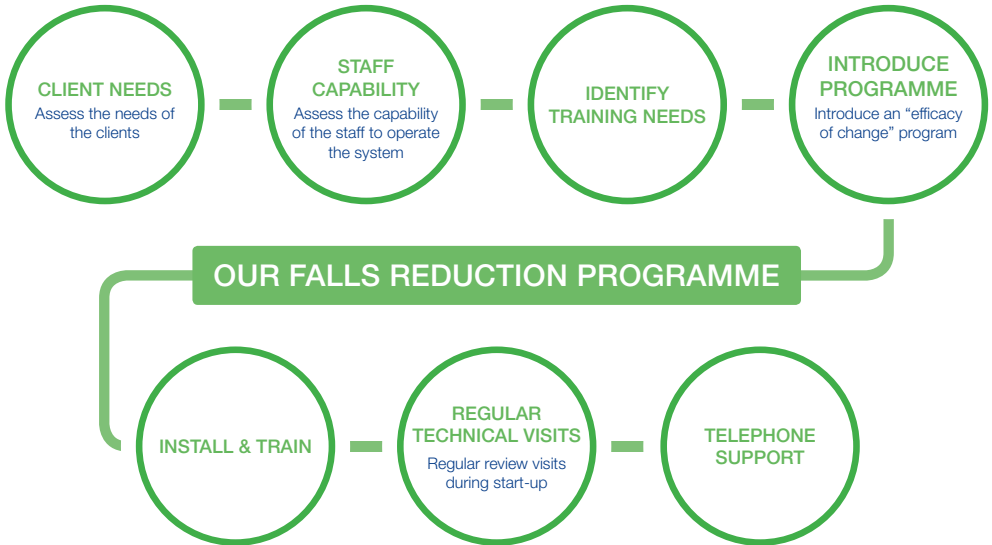 CLIENT NEEDS
Assess the needs of
the clients
STAFF
CAPABILITY
Assess the capability
of the staff to operate
the system
IDENTIFY
TRAINING NEEDS
INTRODUCE
PROGRAMME
Introduce an “efficacy
of change” program
OUR FALLS REDUCTION PROGRAMME
INSTALL & TRAIN
REGULAR
TECHNICAL VISITS
Regular review visits
during start-up
TELEPHONE
SUPPORT